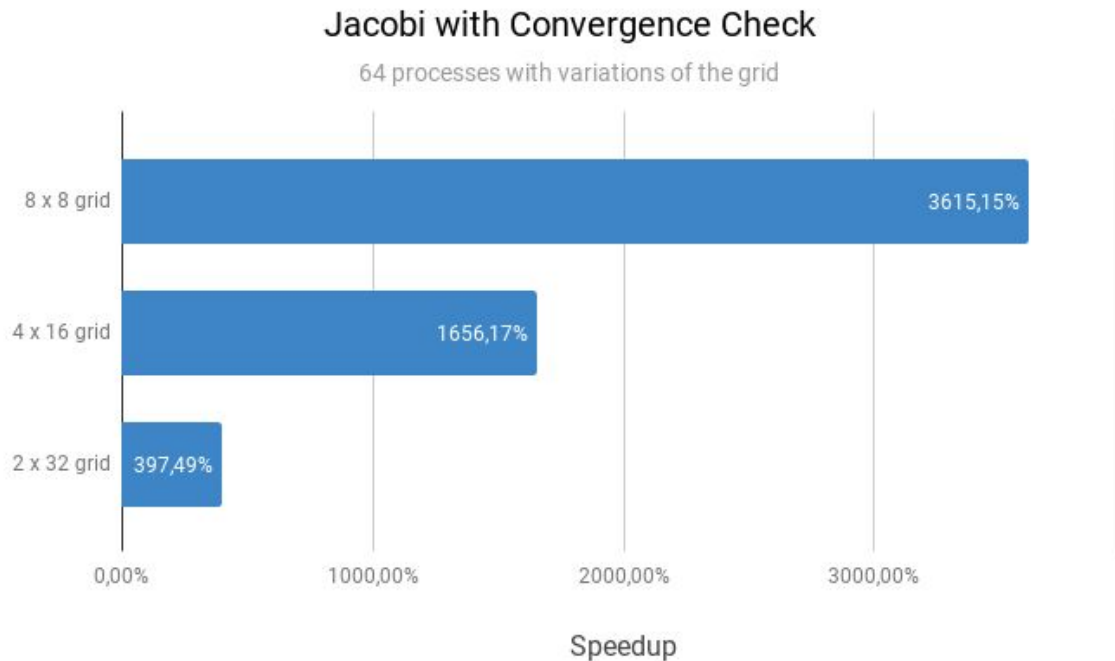 Jacobi with Convergence Check
64 processes with variations of the grid
8 x 8 grid
3615,15%
4 x 16 grid
1656,17%
2 x 32 grid
397,49%
0,00%
1000,00%
2000,00%
3000,00%
Speedup